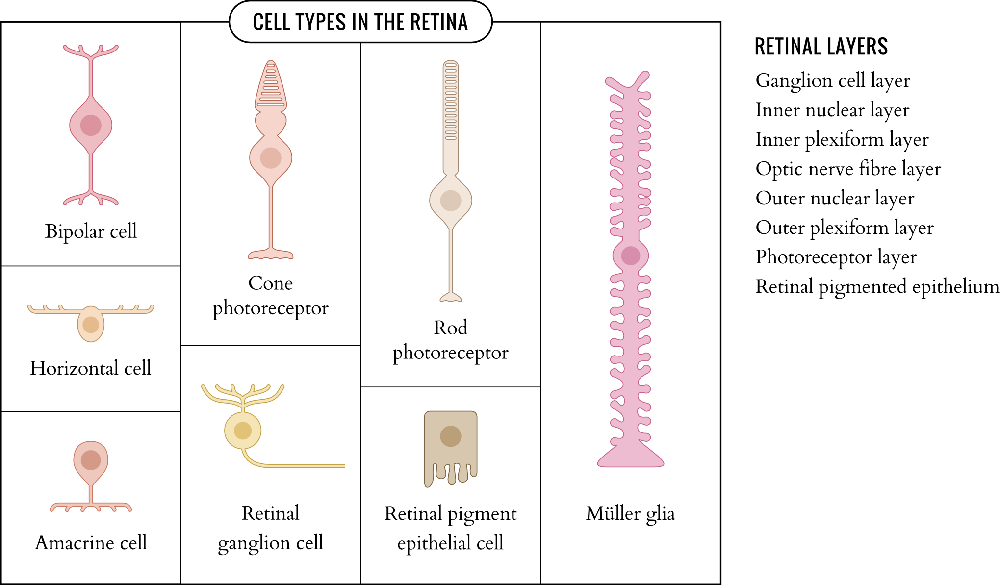 CELL TYPES IN THE RETINA
Bipolar cell
Horizontal cell
Amacrine cell
Cone
photoreceptor
Retinal
ganglion cell
Rod
photoreceptor
Retinal pigment
epithelial cell
Müller glia
RETINAL LAYERS
Ganglion cell layer
Inner nuclear layer
Inner plexiform layer
Optic nerve fibre layer
Outer nuclear layer
Outer plexiform layer
Photoreceptor layer
Retinal pigmented epithelium